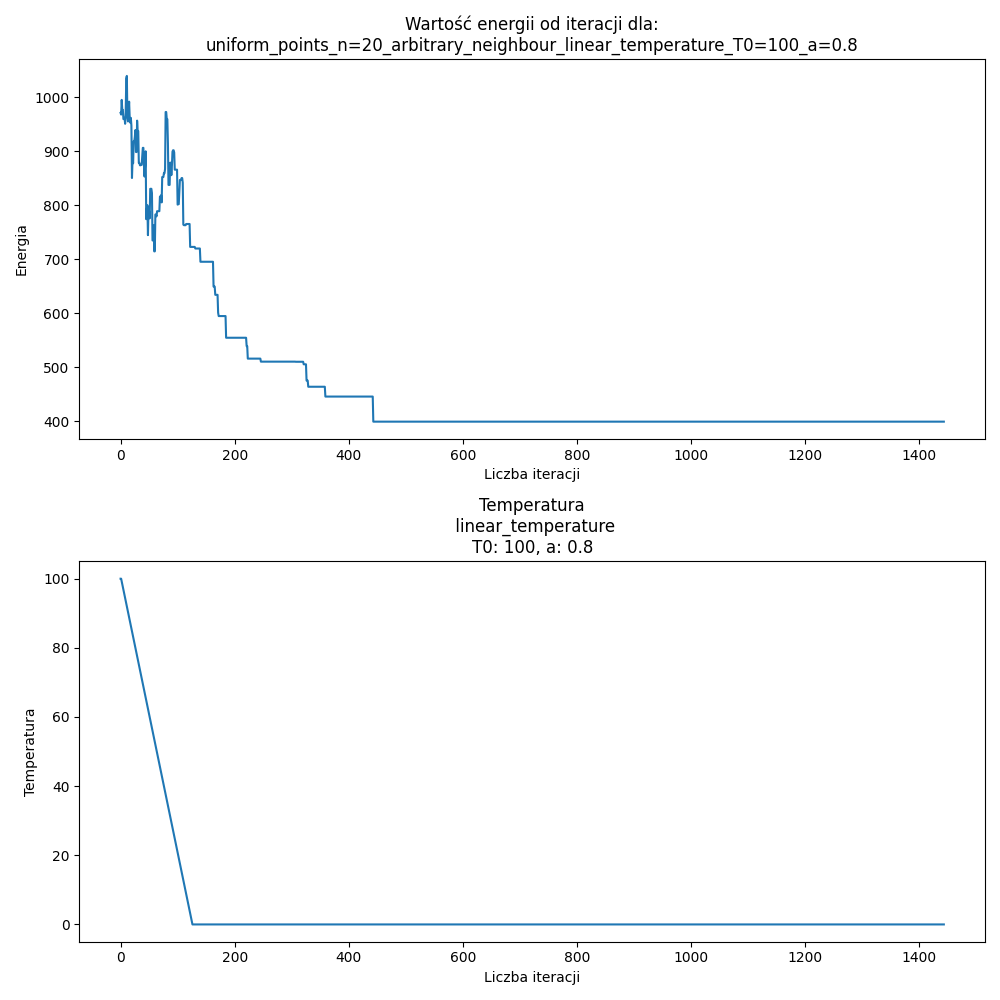 Wartość energii od iteracji dla:
uniform_points_n=20_arbitrary_neighbour_linear_temperature_T0=100_a=0.8
1000
900
800
700
600
500
400
Energia
0 200 400 600 800 1000 1200 1400
Liczba iteracji
Temperatura
linear_temperature
T0: 100, a: 0.8
100
80
60
40
20
0
Temperatura
0 200 400 600 800 1000 1200 1400
Liczba iteracji